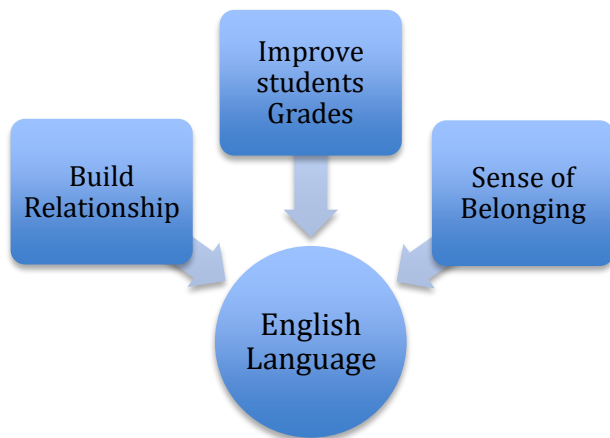 Improve
students
Grades
Build
Relationship
Sense of
Belonging
English
Language